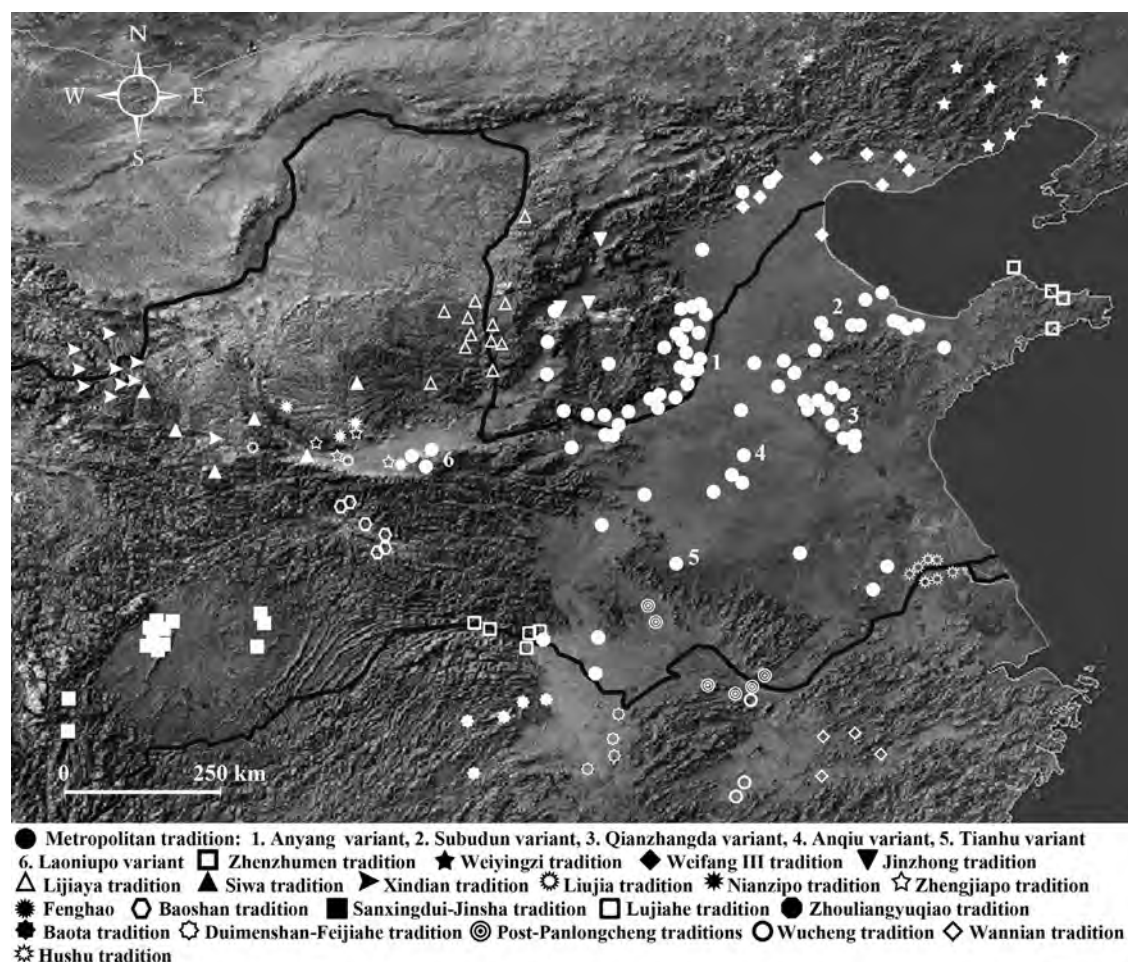 N
W E
S
1
2
3
4
5
6
0 250 km
Metropolitan tradition: 1. Anyang variant, 2. Subudun variant, 3. Qianzhangda variant, 4. Anqiu variant, 5. Tianhu variant
6. Laoniupo variant Zhenzhumen tradition Weiyingzi tradition Weifang III tradition Jinzhong tradition
Lijiaya tradition Siwa tradition Xindian tradition Liujia tradition Nianzipo tradition Zhengjiapo tradition
Fenghao Baoshan tradition Sanxingdui-Jinsha tradition Lujiahe tradition Zhouliangyuqiao tradition
Baota tradition Duimenshan-Feijiahe tradition Post-Panlongcheng traditions Wucheng tradition Wannian tradition
Hushu tradition